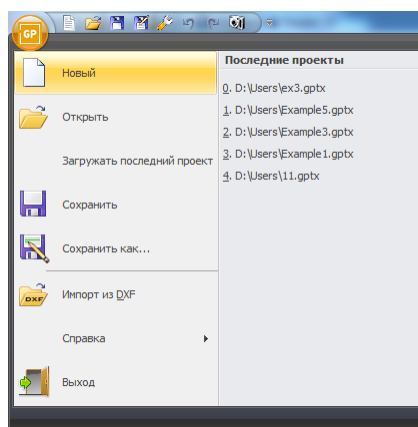 GP
Последние проекты
Новый
0. D:\Users\ex3.gptx
1. D:\Users\Example5.gptx
Открыть
2. D:\Users\Example3.gptx
3. D:\Users\Example1.gptx
Загружать последний проект
4. D:\Users\11.gptx
Сохранить
Сохранить как...
DXF
Импорт из DXF
Справка
Выход